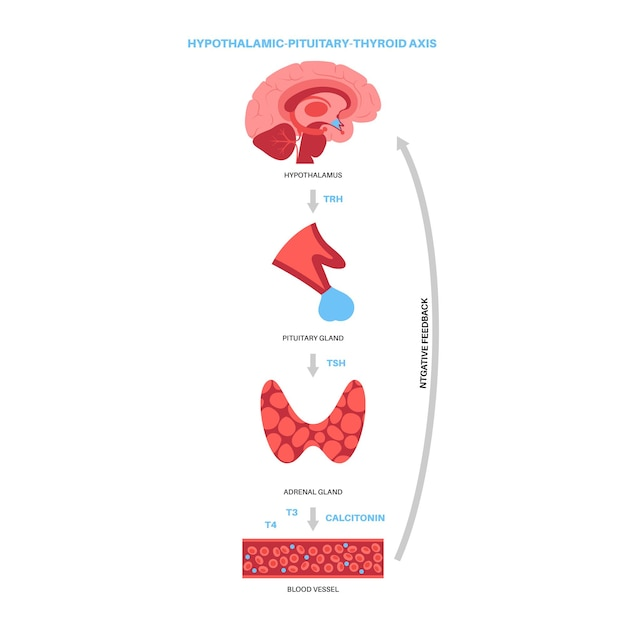 HYPOTHALAMIC-PITUITARY-THYROID AXIS
HYPOTHALAMUS
TRH
PITUITARY GLAND
TSH
NTGATIVE FEEDBACK
ADRENAL GLAND
T3
T4
CALCITONIN
BLOOD VESSEL